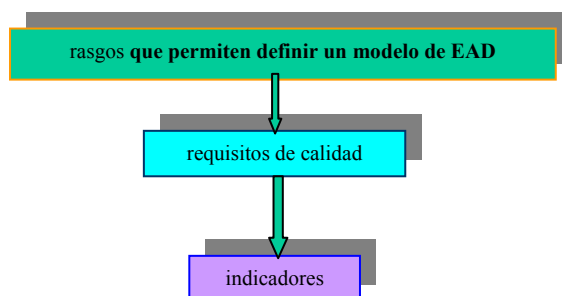 rasgos que permiten definir un modelo de EAD
requisitos de calidad
indicadores